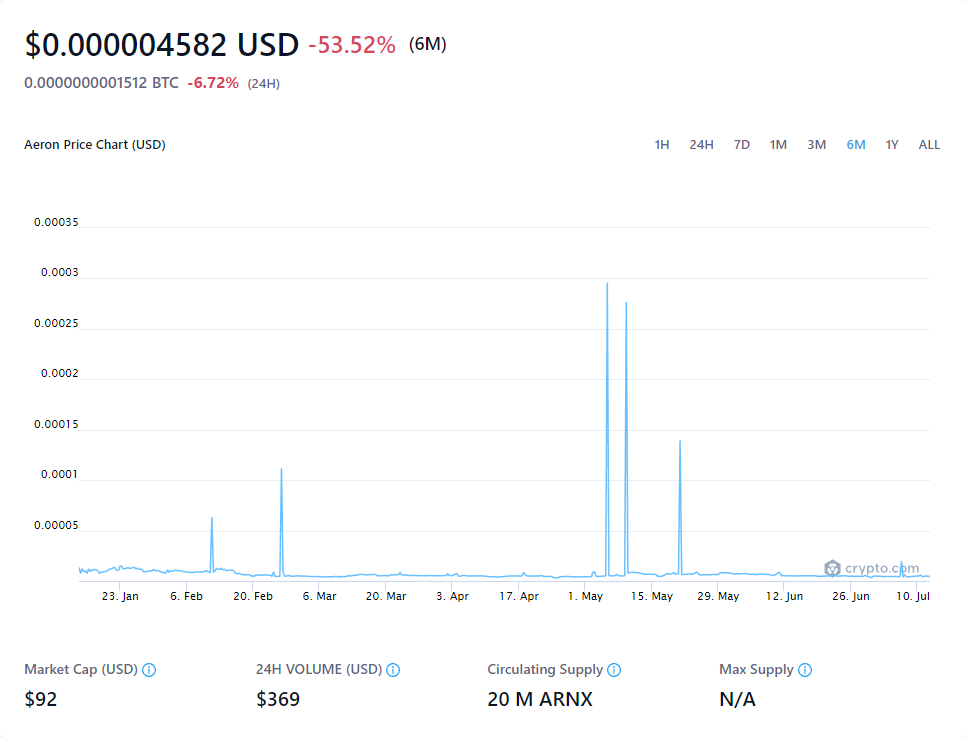 $0.000004582 USD -53.52% (6M)
0.0000000001512 BTC -6.72% (24H)
Aeron Price Chart (USD) 1H 24H 7D 1M 3M 6M 1Y ALL
0.00035
0.0003
0.00025
0.0002
0.00015
0.0001
0.00005
crypto.com
23. Jan 6. Feb 20. Feb 6. Mar 20. Mar 3. Apr 17. Apr 1. May 15. May 29. May 12. Jun 26. Jun 10. Jul
Market Cap (USD) 24H VOLUME (USD) Circulating Supply Max Supply
$92 $369 20 M ARNX N/A